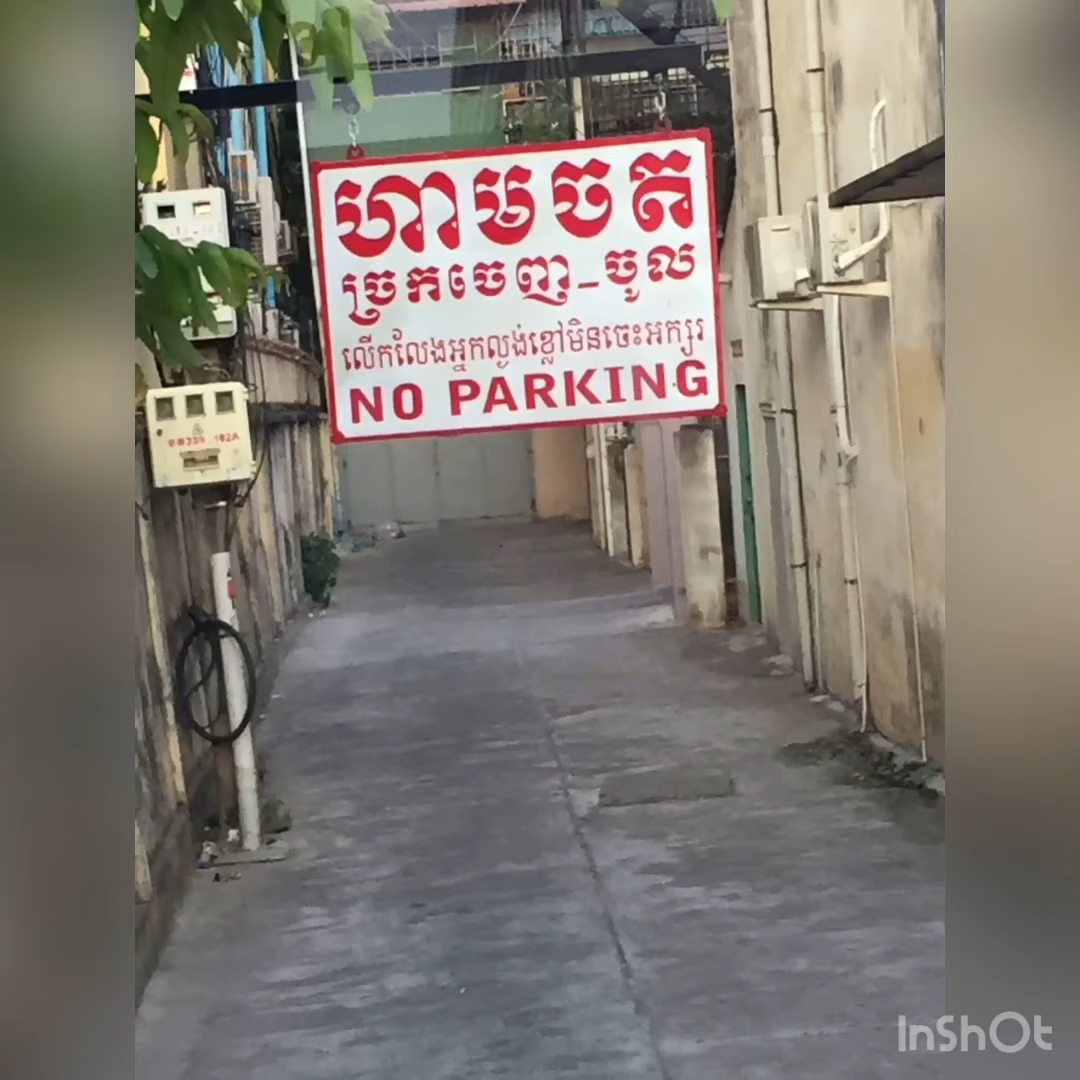 ហាមចត
ច្រកចេញ_ចូល
លើកលែងអ្នកល្ងង់ខ្លៅមិនចេះអក្សរ
NO PARKING
InShOt